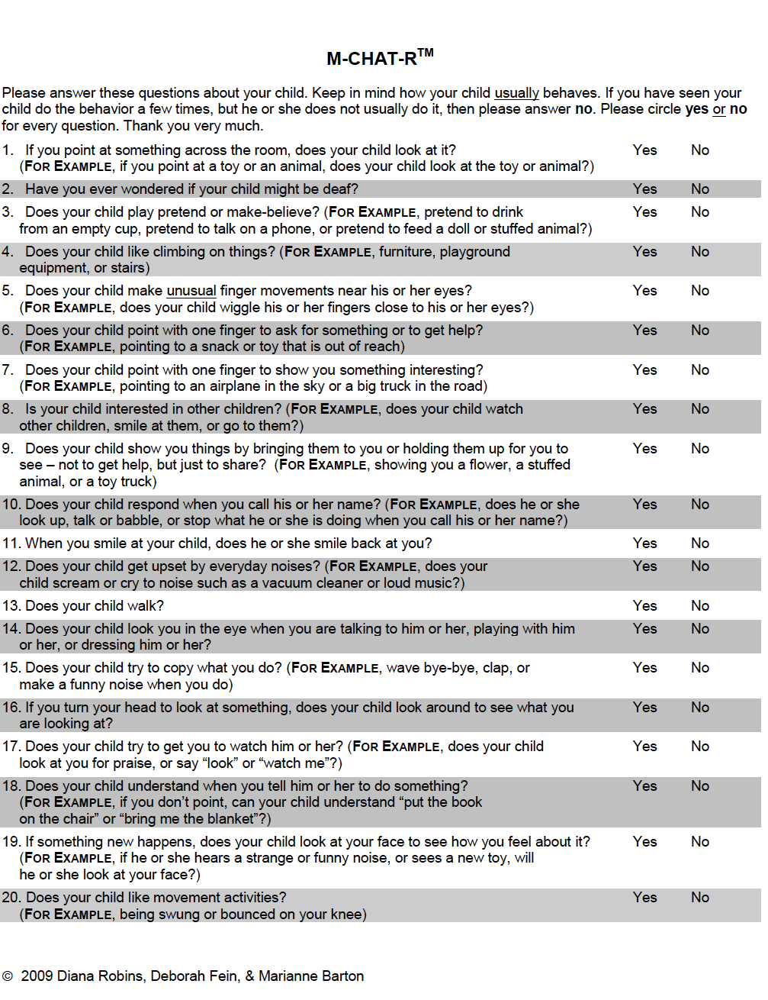 M-CHAT-R™
Please answer these questions about your child. Keep in mind how your child usually behaves. If you have seen your
child do the behavior a few times, but he or she does not usually do it, then please answer no. Please circle yes or no
for every question. Thank you very much.
1. If you point at something across the room, does your child look at it? Yes No
(FOR EXAMPLE, if you point at a toy or an animal, does your child look at the toy or animal?)
2. Have you ever wondered if your child might be deaf? Yes No
3. Does your child play pretend or make-believe? (FOR EXAMPLE, pretend to drink Yes No
from an empty cup, pretend to talk on a phone, or pretend to feed a doll or stuffed animal?)
4. Does your child like climbing on things? (FOR EXAMPLE, furniture, playground Yes No
equipment, or stairs)
5. Does your child make unusual finger movements near his or her eyes? Yes No
(FOR EXAMPLE, does your child wiggle his or her fingers close to his or her eyes?)
6. Does your child point with one finger to ask for something or to get help? Yes No
(FOR EXAMPLE, pointing to a snack or toy that is out of reach)
7. Does your child point with one finger to show you something interesting? Yes No
(FOR EXAMPLE, pointing to an airplane in the sky or a big truck in the road)
8. Is your child interested in other children? (FOR EXAMPLE, does your child watch Yes No
other children, smile at them, or go to them?)
9. Does your child show you things by bringing them to you or holding them up for you to Yes No
see – not to get help, but just to share? (FOR EXAMPLE, showing you a flower, a stuffed
animal, or a toy truck)
10. Does your child respond when you call his or her name? (FOR EXAMPLE, does he or she Yes No
look up, talk or babble, or stop what he or she is doing when you call his or her name?)
11. When you smile at your child, does he or she smile back at you? Yes No
12. Does your child get upset by everyday noises? (FOR EXAMPLE, does your Yes No
child scream or cry to noise such as a vacuum cleaner or loud music?)
13. Does your child walk? Yes No
14. Does your child look you in the eye when you are talking to him or her, playing with him Yes No
or her, or dressing him or her?
15. Does your child try to copy what you do? (FOR EXAMPLE, wave bye-bye, clap, or Yes No
make a funny noise when you do)
16. If you turn your head to look at something, does your child look around to see what you Yes No
are looking at?
17. Does your child try to get you to watch him or her? (FOR EXAMPLE, does your child Yes No
look at you for praise, or say “look” or “watch me”?)
18. Does your child understand when you tell him or her to do something? Yes No
(FOR EXAMPLE, if you don’t point, can your child understand “put the book
on the chair” or “bring me the blanket”?)
19. If something new happens, does your child look at your face to see how you feel about it? Yes No
(FOR EXAMPLE, if he or she hears a strange or funny noise, or sees a new toy, will
he or she look at your face?)
20. Does your child like movement activities? Yes No
(FOR EXAMPLE, being swung or bounced on your knee)
© 2009 Diana Robins, Deborah Fein, & Marianne Barton